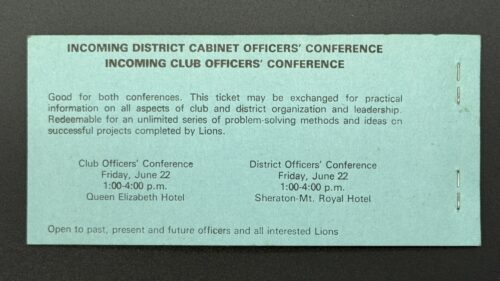 INCOMING DISTRICT CABINET OFFICERS' CONFERENCE
INCOMING CLUB OFFICERS' CONFERENCE
Good for both conferences. This ticket may be exchanged for practical
information on all aspects of club and district organization and leadership.
Redeemable for an unlimited series of problem-solving methods and ideas on
successful projects completed by Lions.
Club Officers' Conference
Friday, June 22
1:00-4:00 p.m.
Queen Elizabeth Hotel
District Officers' Conference
Friday, June 22
1:00-4:00 p.m.
Sheraton-Mt. Royal Hotel
Open to past, present and future officers and all interested Lions